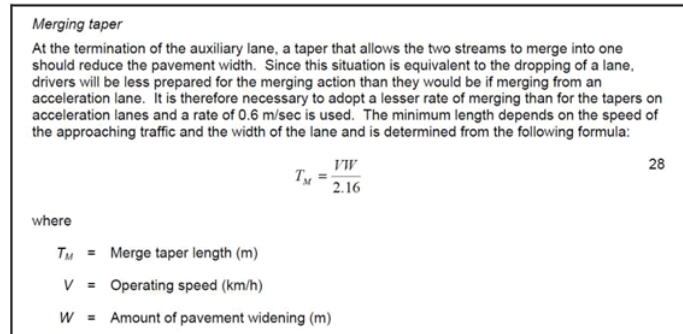 Merging taper
At the termination of the auxiliary lane, a taper that allows the two streams to merge into one
should reduce the pavement width. Since this situation is equivalent to the dropping of a lane,
drivers will be less prepared for the merging action than they would be if merging from an
acceleration lane. It is therefore necessary to adopt a lesser rate of merging than for the tapers on
acceleration lanes and a rate of 0.6 m/sec is used. The minimum length depends on the speed of
the approaching traffic and the width of the lane and is determined from the following formula:
T_M = VW / 2.16 28
where
T_M = Merge taper length (m)
V = Operating speed (km/h)
W = Amount of pavement widening (m)